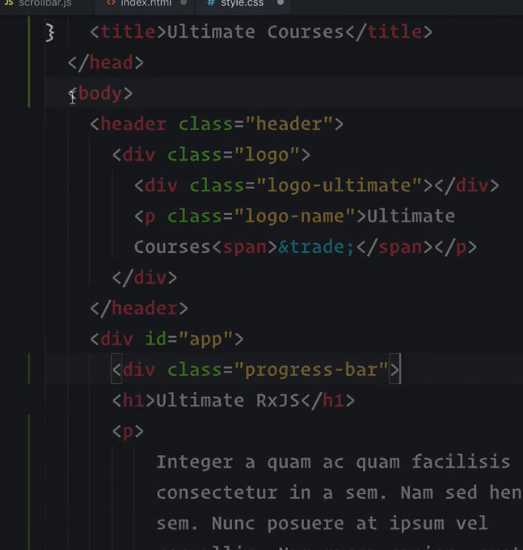 scrollbar.js index.html style.css
} <title>Ultimate Courses</title>
</head>
<body>
<header class="header">
<div class="logo">
<div class="logo-ultimate"></div>
<p class="logo-name">Ultimate
Courses<span>&trade;</span></p>
</div>
</header>
<div id="app">
<div class="progress-bar">
<h1>Ultimate RxJS</h1>
<p>
Integer a quam ac quam facilisis
consectetur in a sem. Nam sed hen
sem. Nunc posuere at ipsum vel